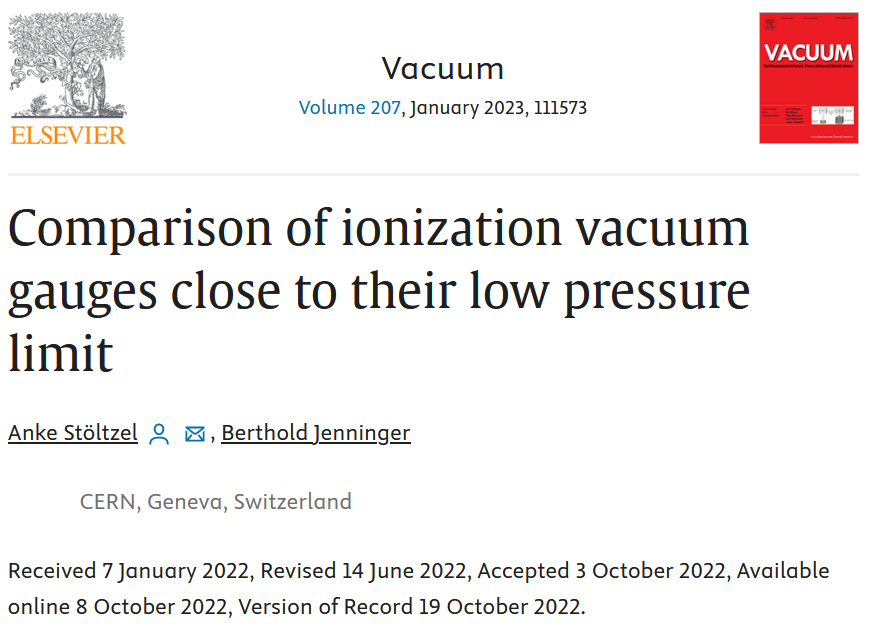 Vacuum
Volume 207, January 2023, 111573
ELSEVIER
VACUUM
Comparison of ionization vacuum
gauges close to their low pressure
limit
Anke Stöltzel , Berthold Jenninger
CERN, Geneva, Switzerland
Received 7 January 2022, Revised 14 June 2022, Accepted 3 October 2022, Available
online 8 October 2022, Version of Record 19 October 2022.